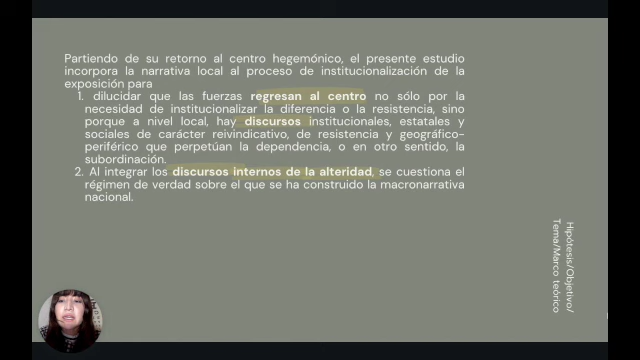 Partiendo de su retorno al centro hegemónico, el presente estudio
incorpora la narrativa local al proceso de institucionalización de la
exposición para
1. dilucidar que las fuerzas regresan al centro no sólo por la
necesidad de institucionalizar la diferencia o la resistencia, sino
porque a nivel local, hay discursos institucionales, estatales y
sociales de carácter reivindicativo, de resistencia y geográfico-
periférico que perpetúan la dependencia, o en otro sentido, la
subordinación.
2. Al integrar los discursos internos de la alteridad, se cuestiona el
régimen de verdad sobre el que se ha construido la macronarrativa
nacional.
Hipótesis/Objetivo/
Tema/Marco teórico